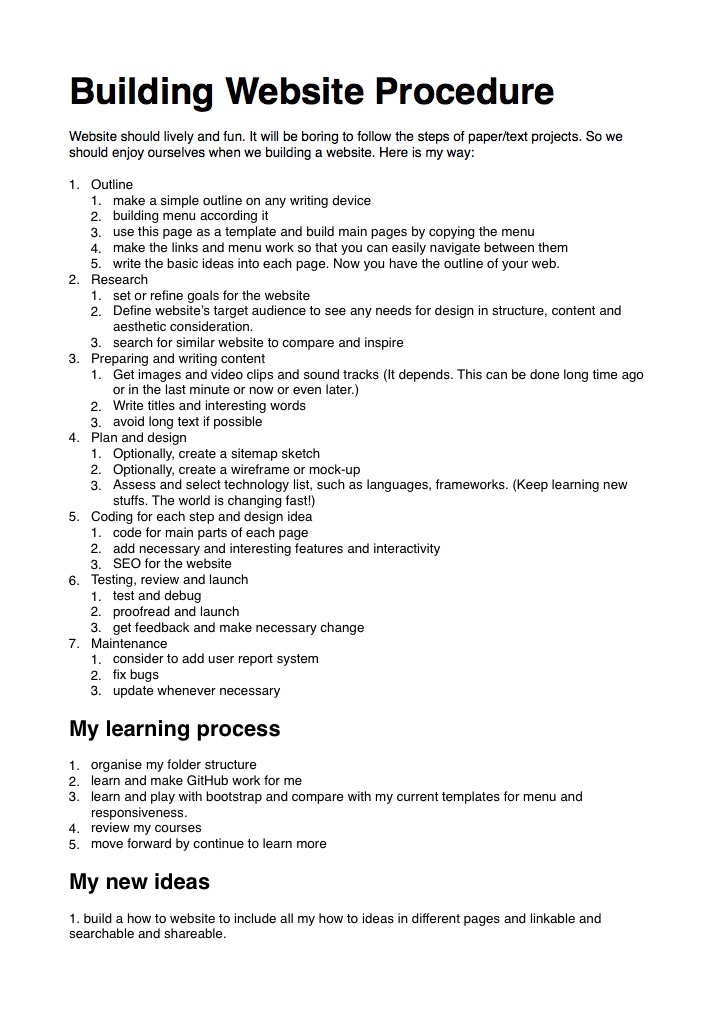 Building Website Procedure
Website should lively and fun. It will be boring to follow the steps of paper/text projects. So we
should enjoy ourselves when we building a website. Here is my way:
1. Outline
1. make a simple outline on any writing device
2. building menu according it
3. use this page as a template and build main pages by copying the menu
4. make the links and menu work so that you can easily navigate between them
5. write the basic ideas into each page. Now you have the outline of your web.
2. Research
1. set or refine goals for the website
2. Define website's target audience to see any needs for design in structure, content and
aesthetic consideration.
3. search for similar website to compare and inspire
3. Preparing and writing content
1. Get images and video clips and sound tracks (It depends. This can be done long time ago
or in the last minute or now or even later.)
2. Write titles and interesting words
3. avoid long text if possible
4. Plan and design
1. Optionally, create a sitemap sketch
2. Optionally, create a wireframe or mock-up
3. Assess and select technology list, such as languages, frameworks. (Keep learning new
stuffs. The world is changing fast!)
5. Coding for each step and design idea
1. code for main parts of each page
2. add necessary and interesting features and interactivity
3. SEO for the website
6. Testing, review and launch
1. test and debug
2. proofread and launch
3. get feedback and make necessary change
7. Maintenance
1. consider to add user report system
2. fix bugs
3. update whenever necessary
My learning process
1. organise my folder structure
2. learn and make GitHub work for me
3. learn and play with bootstrap and compare with my current templates for menu and
responsiveness.
4. review my courses
5. move forward by continue to learn more
My new ideas
1. build a how to website to include all my how to ideas in different pages and linkable and
searchable and shareable.